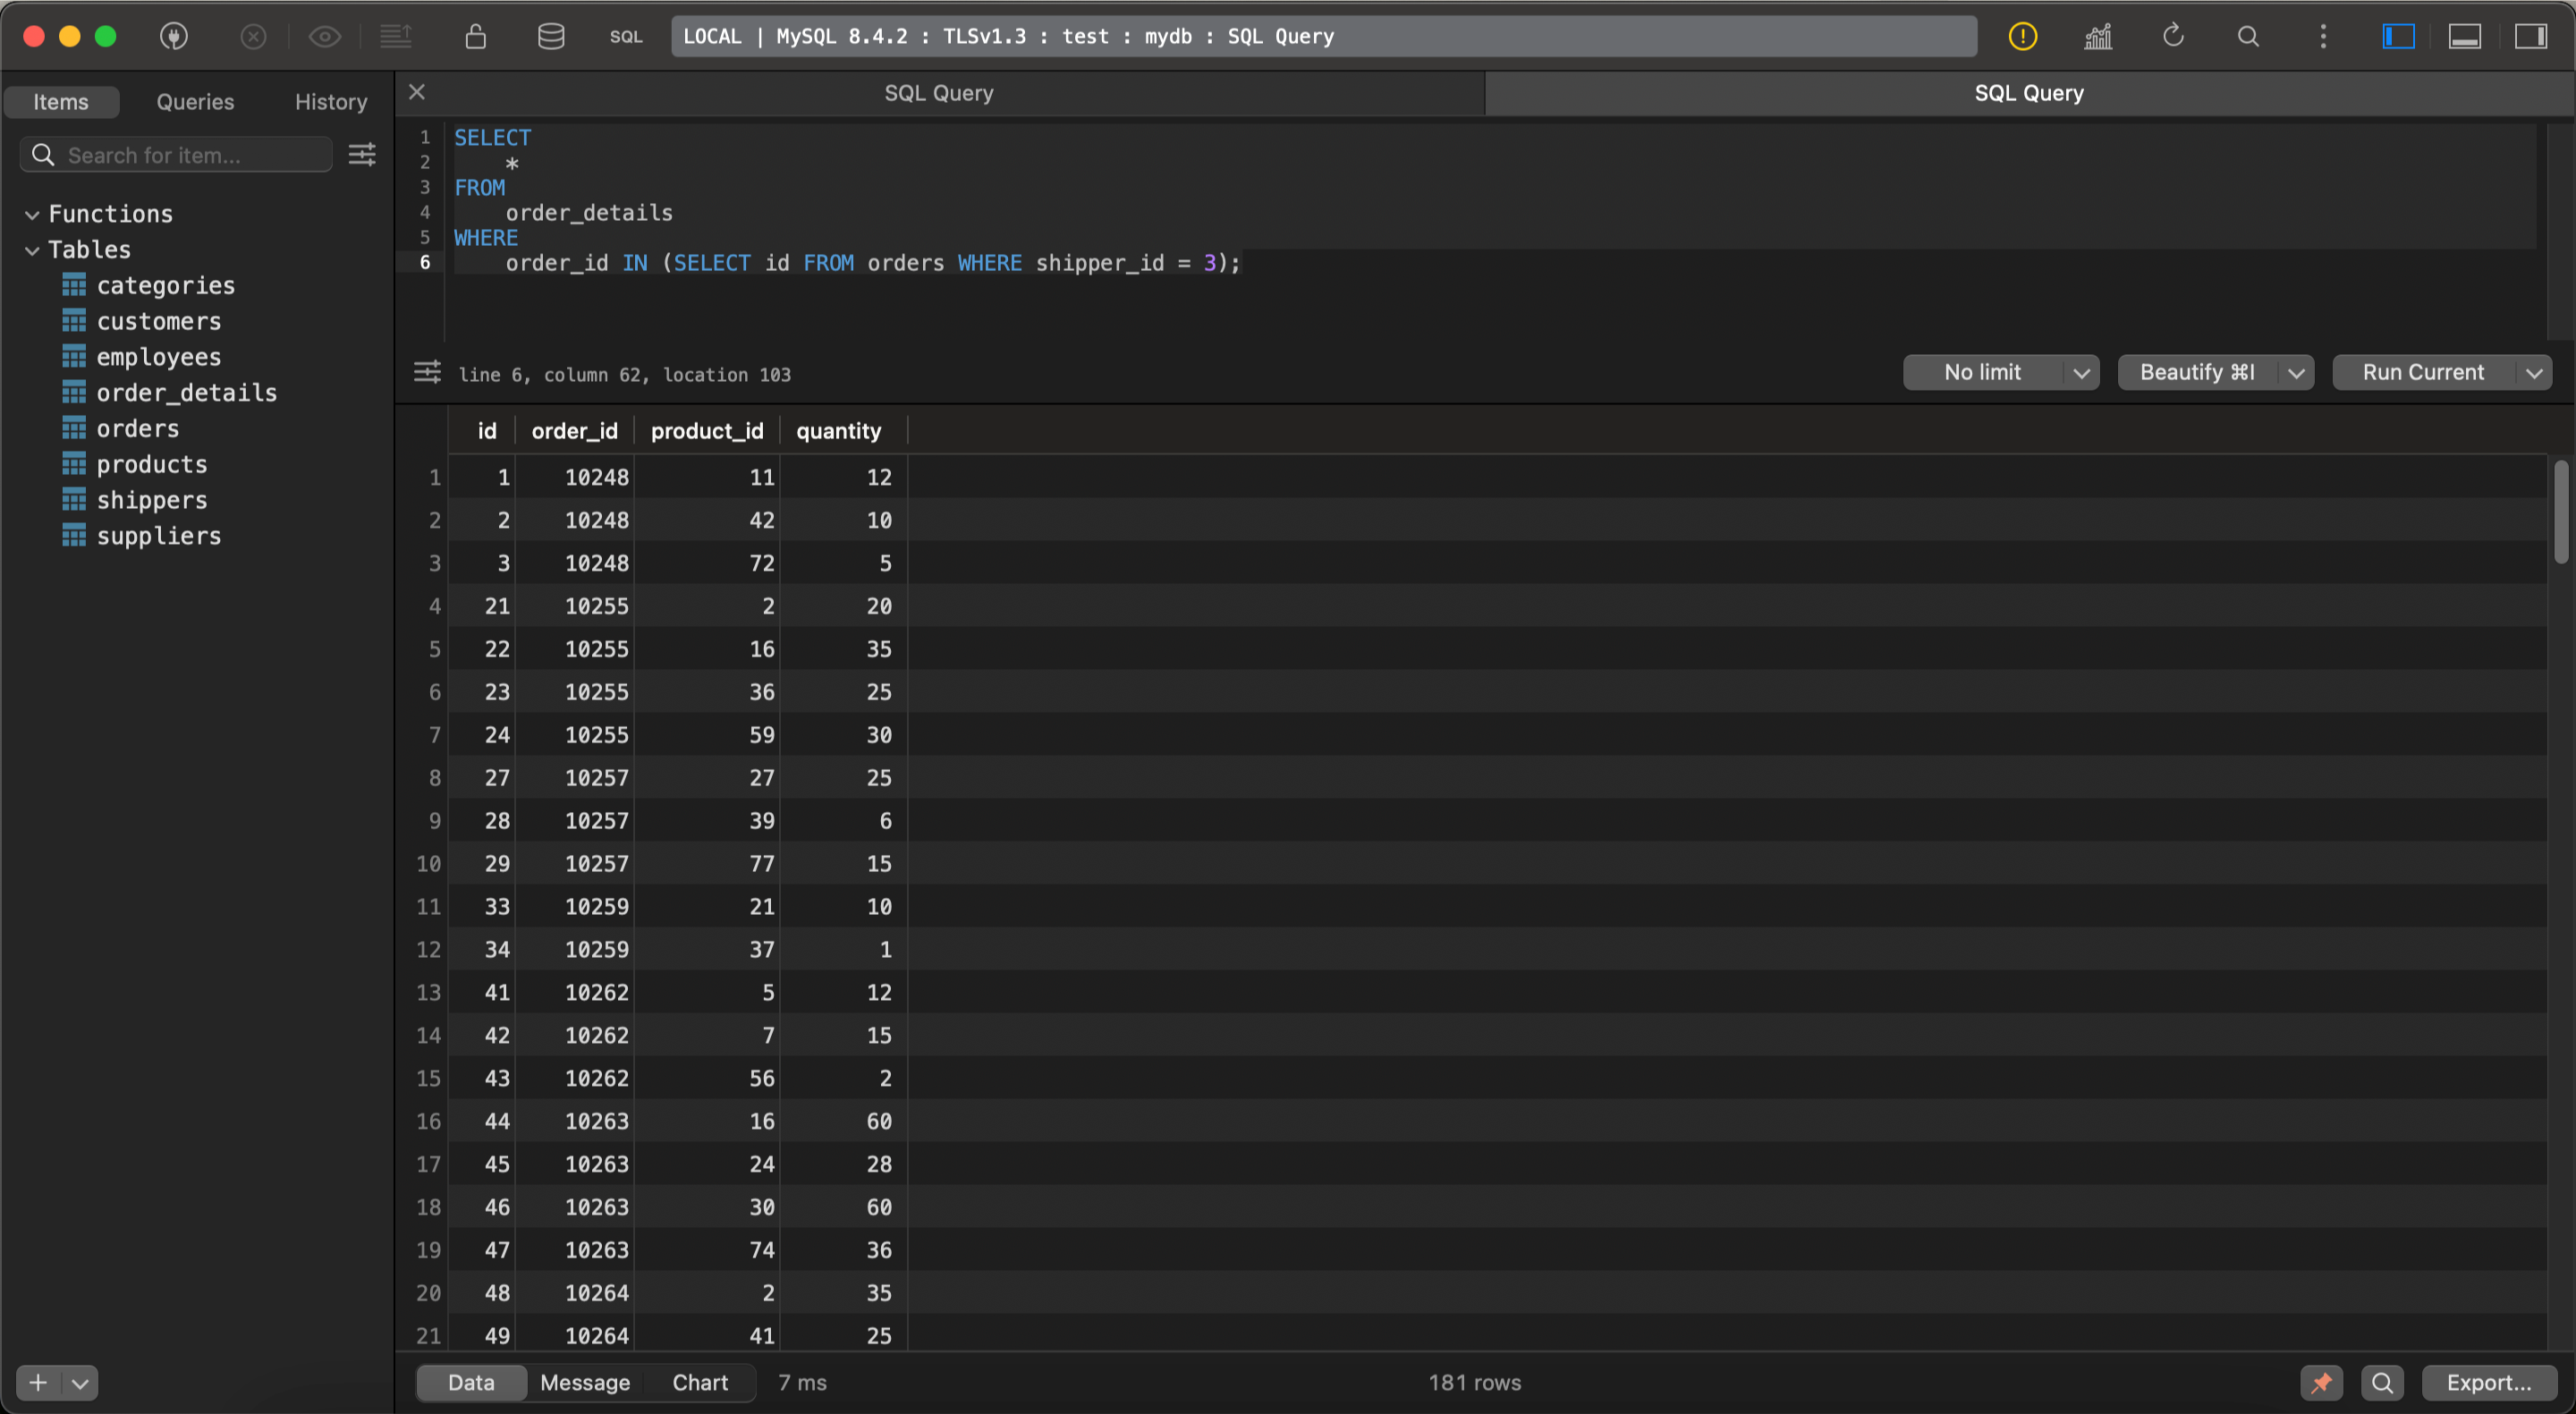 SQL
LOCAL | MySQL 8.4.2 : TLSv1.3 : test : mydb : SQL Query
Items Queries History
Search for item...
Functions
Tables
categories
customers
employees
order_details
orders
products
shippers
suppliers
SQL Query SQL Query
1 SELECT
2 *
3 FROM
4 order_details
5 WHERE
6 order_id IN (SELECT id FROM orders WHERE shipper_id = 3);
line 6, column 62, location 103 No limit Beautify ⌘I Run Current
id order_id product_id quantity
1 1 10248 11 12
2 2 10248 42 10
3 3 10248 72 5
4 21 10255 2 20
5 22 10255 16 35
6 23 10255 36 25
7 24 10255 59 30
8 27 10257 27 25
9 28 10257 39 6
10 29 10257 77 15
11 33 10259 21 10
12 34 10259 37 1
13 41 10262 5 12
14 42 10262 7 15
15 43 10262 56 2
16 44 10263 16 60
17 45 10263 24 28
18 46 10263 30 60
19 47 10263 74 36
20 48 10264 2 35
21 49 10264 41 25
Data Message Chart 7 ms 181 rows Export...